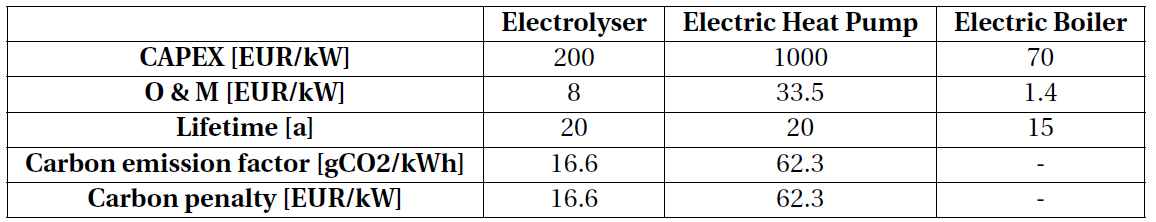 Electrolyser Electric Heat Pump Electric Boiler
CAPEX [EUR/kW] 200 1000 70
O & M [EUR/kW] 8 33.5 1.4
Lifetime [a] 20 20 15
Carbon emission factor [gCO2/kWh] 16.6 62.3 -
Carbon penalty [EUR/kW] 16.6 62.3 -